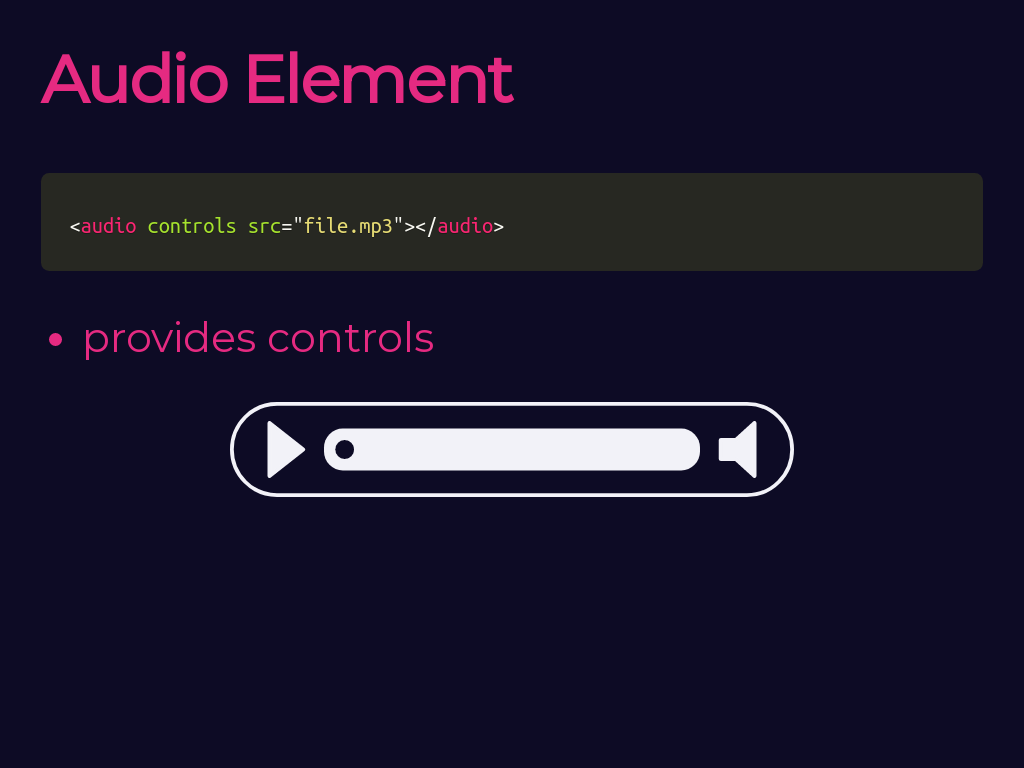 Audio Element
<audio controls src="file.mp3"></audio>
• provides controls